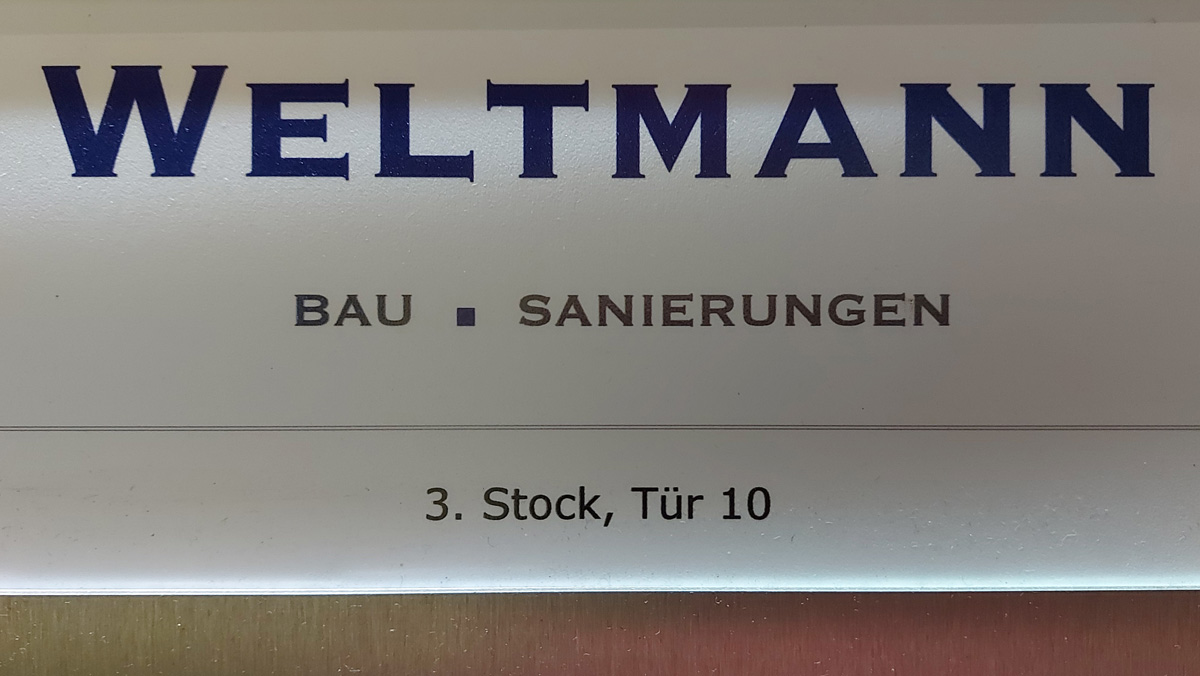 WELTMANN
BAU ▪ SANIERUNGEN
3. Stock, Tür 10